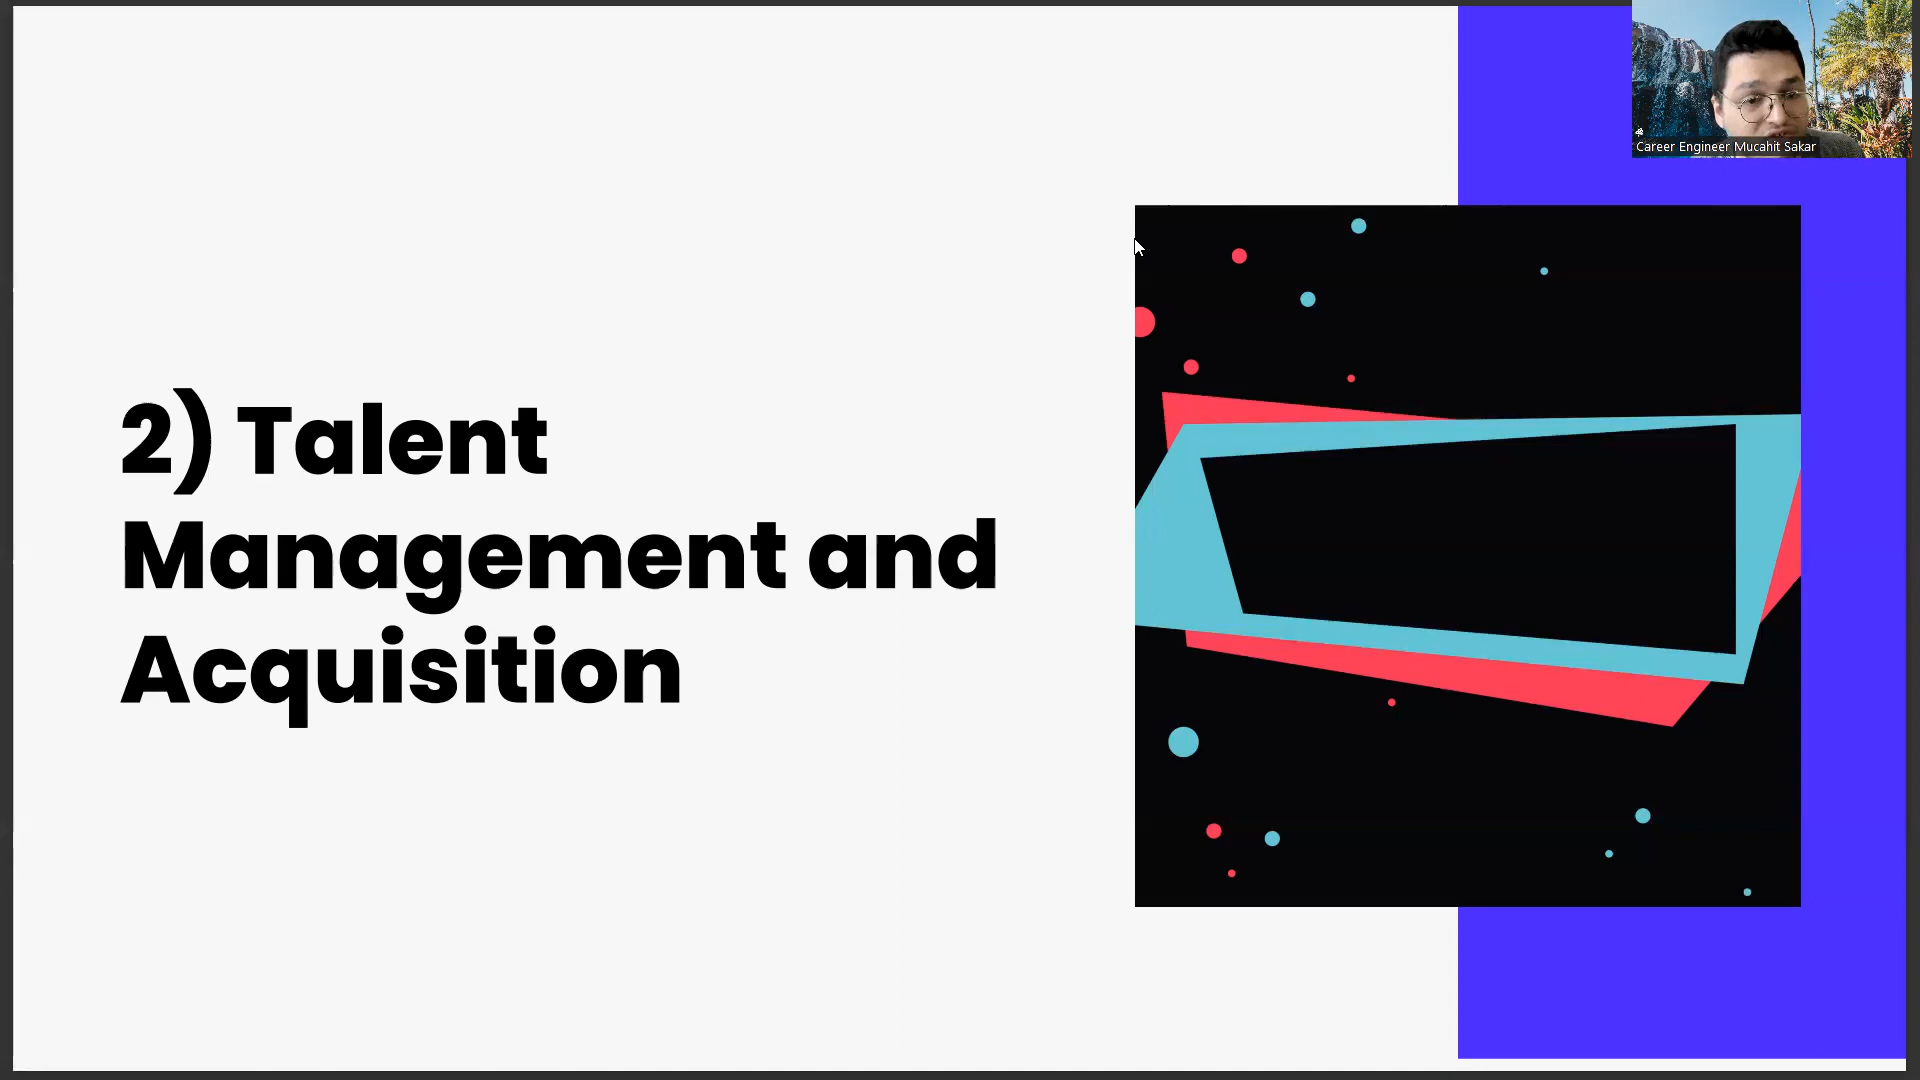 Career Engineer Mucahit Sakar
2) Talent
Management and
Acquisition